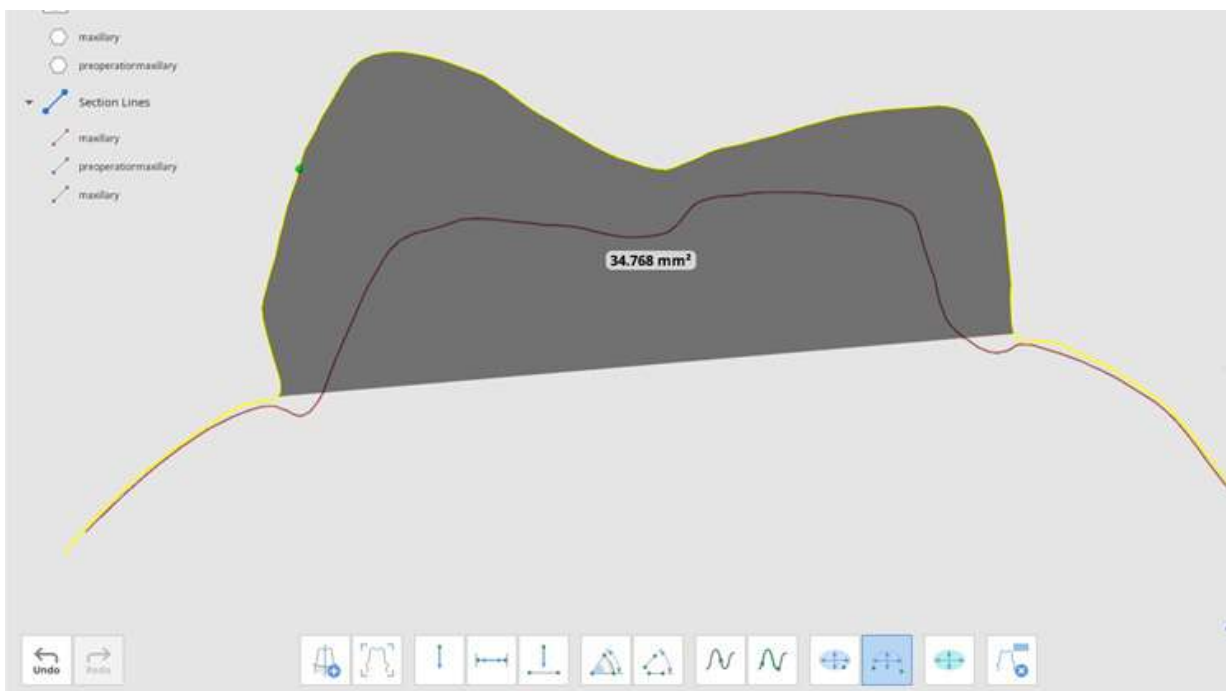 maxillary
preoperationmaxillary
Section Lines
maxillary
preoperationmaxillary
maxillary
34.768 mm²
Undo
Redo